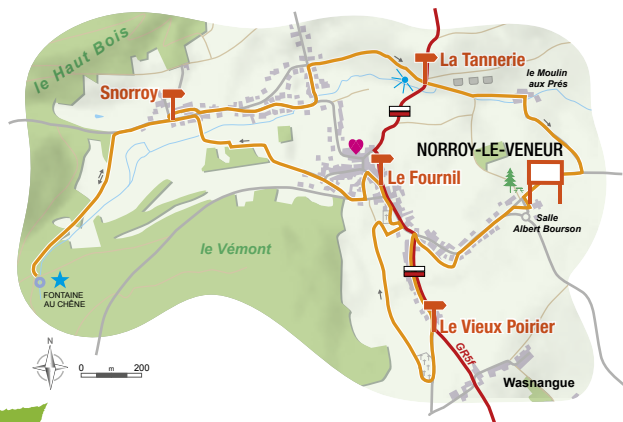 le Haut Bois
La Tannerie
le Moulin
aux Prés
Snorroy
NORROY-LE-VENEUR
Le Fournil
Salle
Albert Bourson
le Vémont
FONTAINE
AU CHÊNE
Le Vieux Poirier
GR5f
N
0 m 200
Wasnangue